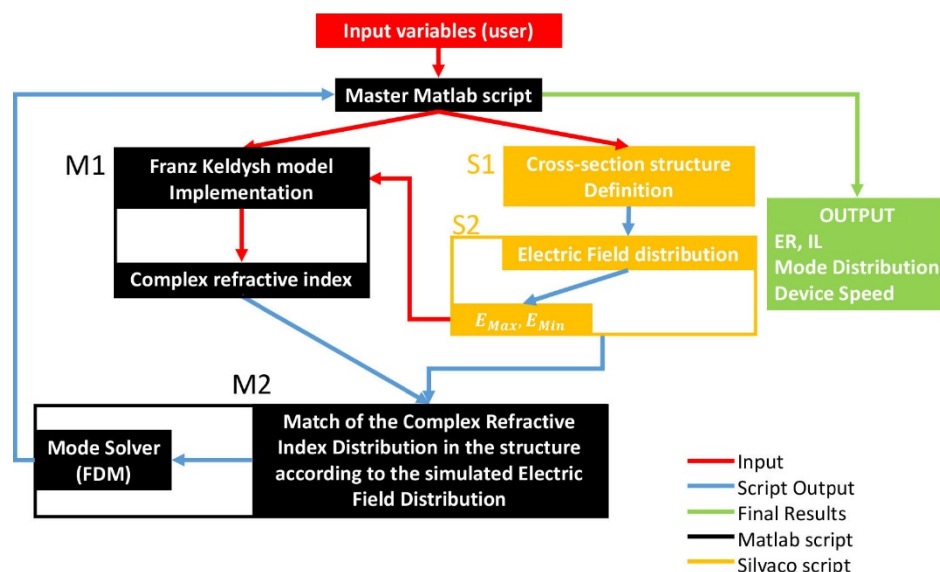 Input variables (user)
Master Matlab script
M1
Franz Keldysh model
Implementation
Complex refractive index
S1
Cross-section structure
Definition
S2
Electric Field distribution
E_Max, E_Min
OUTPUT
ER, IL
Mode Distribution
Device Speed
M2
Match of the Complex Refractive
Index Distribution in the structure
according to the simulated Electric
Field Distribution
Mode Solver
(FDM)
Input
Script Output
Final Results
Matlab script
Silvaco script